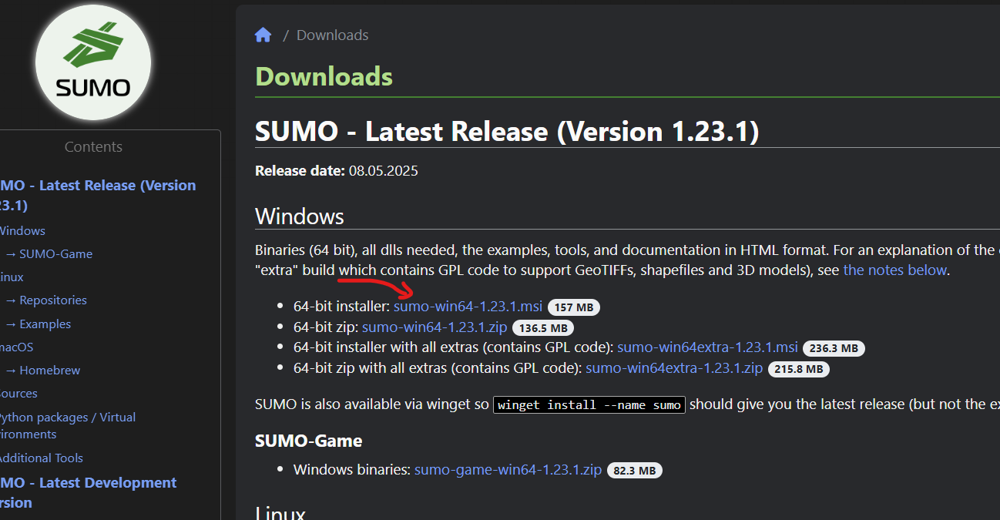 SUMO
/ Downloads
Downloads
SUMO - Latest Release (Version 1.23.1)
Release date: 08.05.2025
Windows
Binaries (64 bit), all dlls needed, the examples, tools, and documentation in HTML format. For an explanation of the
"extra" build which contains GPL code to support GeoTIFFs, shapefiles and 3D models), see the notes below.
64-bit installer: sumo-win64-1.23.1.msi 157 MB
64-bit zip: sumo-win64-1.23.1.zip 136.5 MB
64-bit installer with all extras (contains GPL code): sumo-win64extra-1.23.1.msi 236.3 MB
64-bit zip with all extras (contains GPL code): sumo-win64extra-1.23.1.zip 215.8 MB
SUMO is also available via winget so winget install --name sumo should give you the latest release (but not the ex
SUMO-Game
Windows binaries: sumo-game-win64-1.23.1.zip 82.3 MB
Linux
Contents
MO - Latest Release (Version
23.1)
Windows
→ SUMO-Game
inux
→ Repositories
→ Examples
macOS
→ Homebrew
Sources
Python packages / Virtual
vironments
Additional Tools
MO - Latest Development
rsion